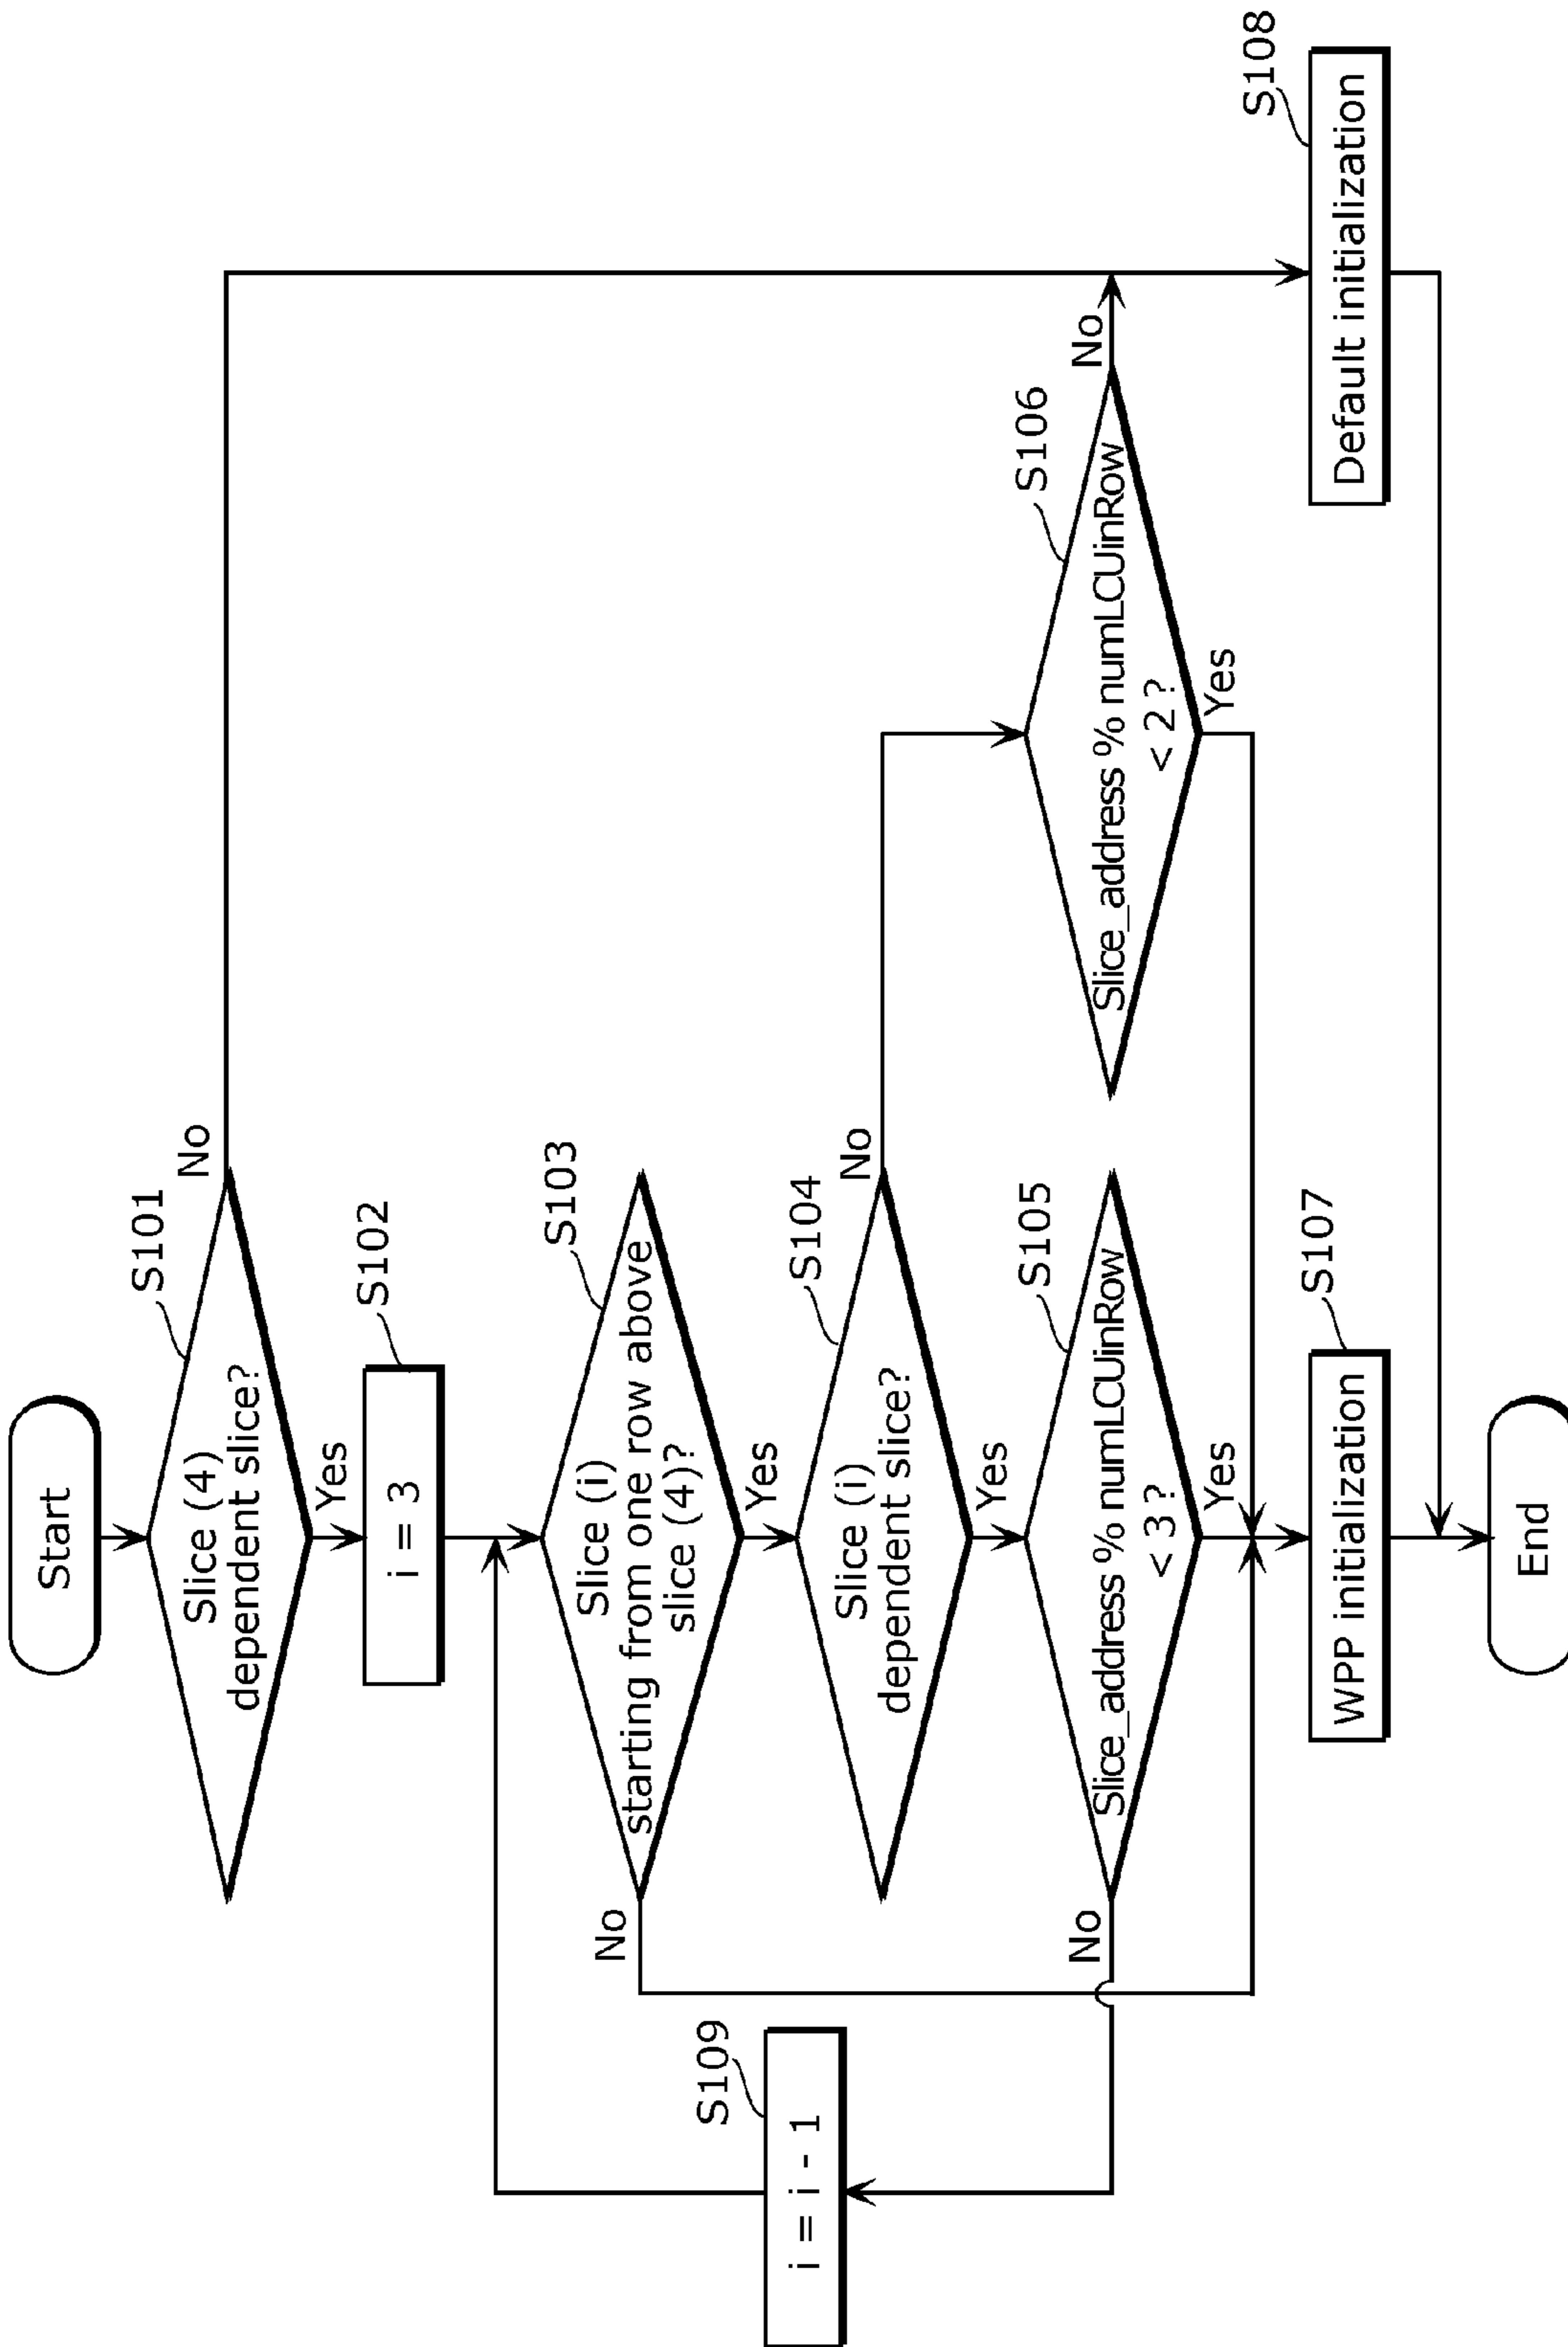 Start
S101
Slice (4)
dependent slice?
No
Yes
S102
i = 3
S103
Slice (i)
starting from one row above
slice (4)?
No
Yes
S109
i = i - 1
S104
Slice (i)
dependent slice?
No
Yes
S105
Slice_address % numLCUinRow
< 3 ?
No
Yes
S106
Slice_address % numLCUinRow
< 2 ?
No
Yes
S107
WPP initialization
S108
Default initialization
End